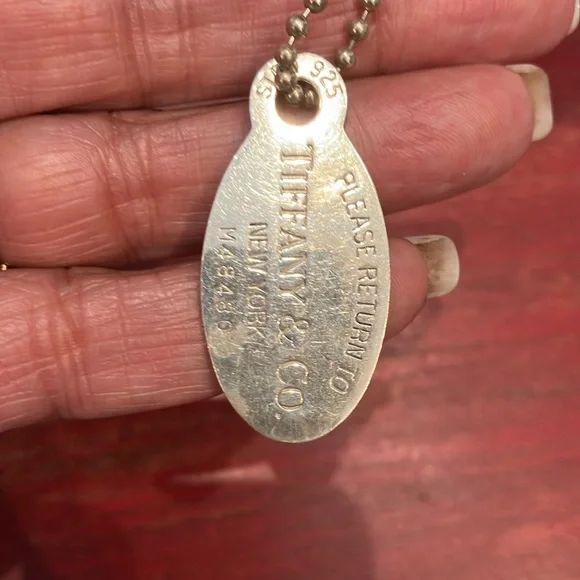 925
PLEASE RETURN TO
TIFFANY & CO.
NEW YORK